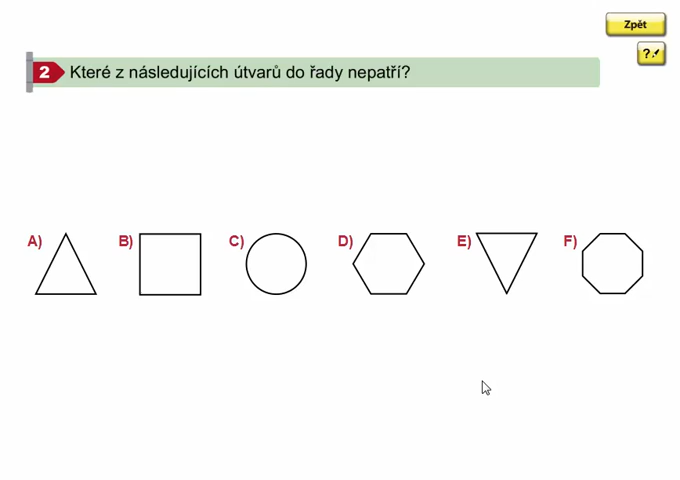 Zpět
?
2 Které z následujících útvarů do řady nepatří?
A) B) C) D) E) F)